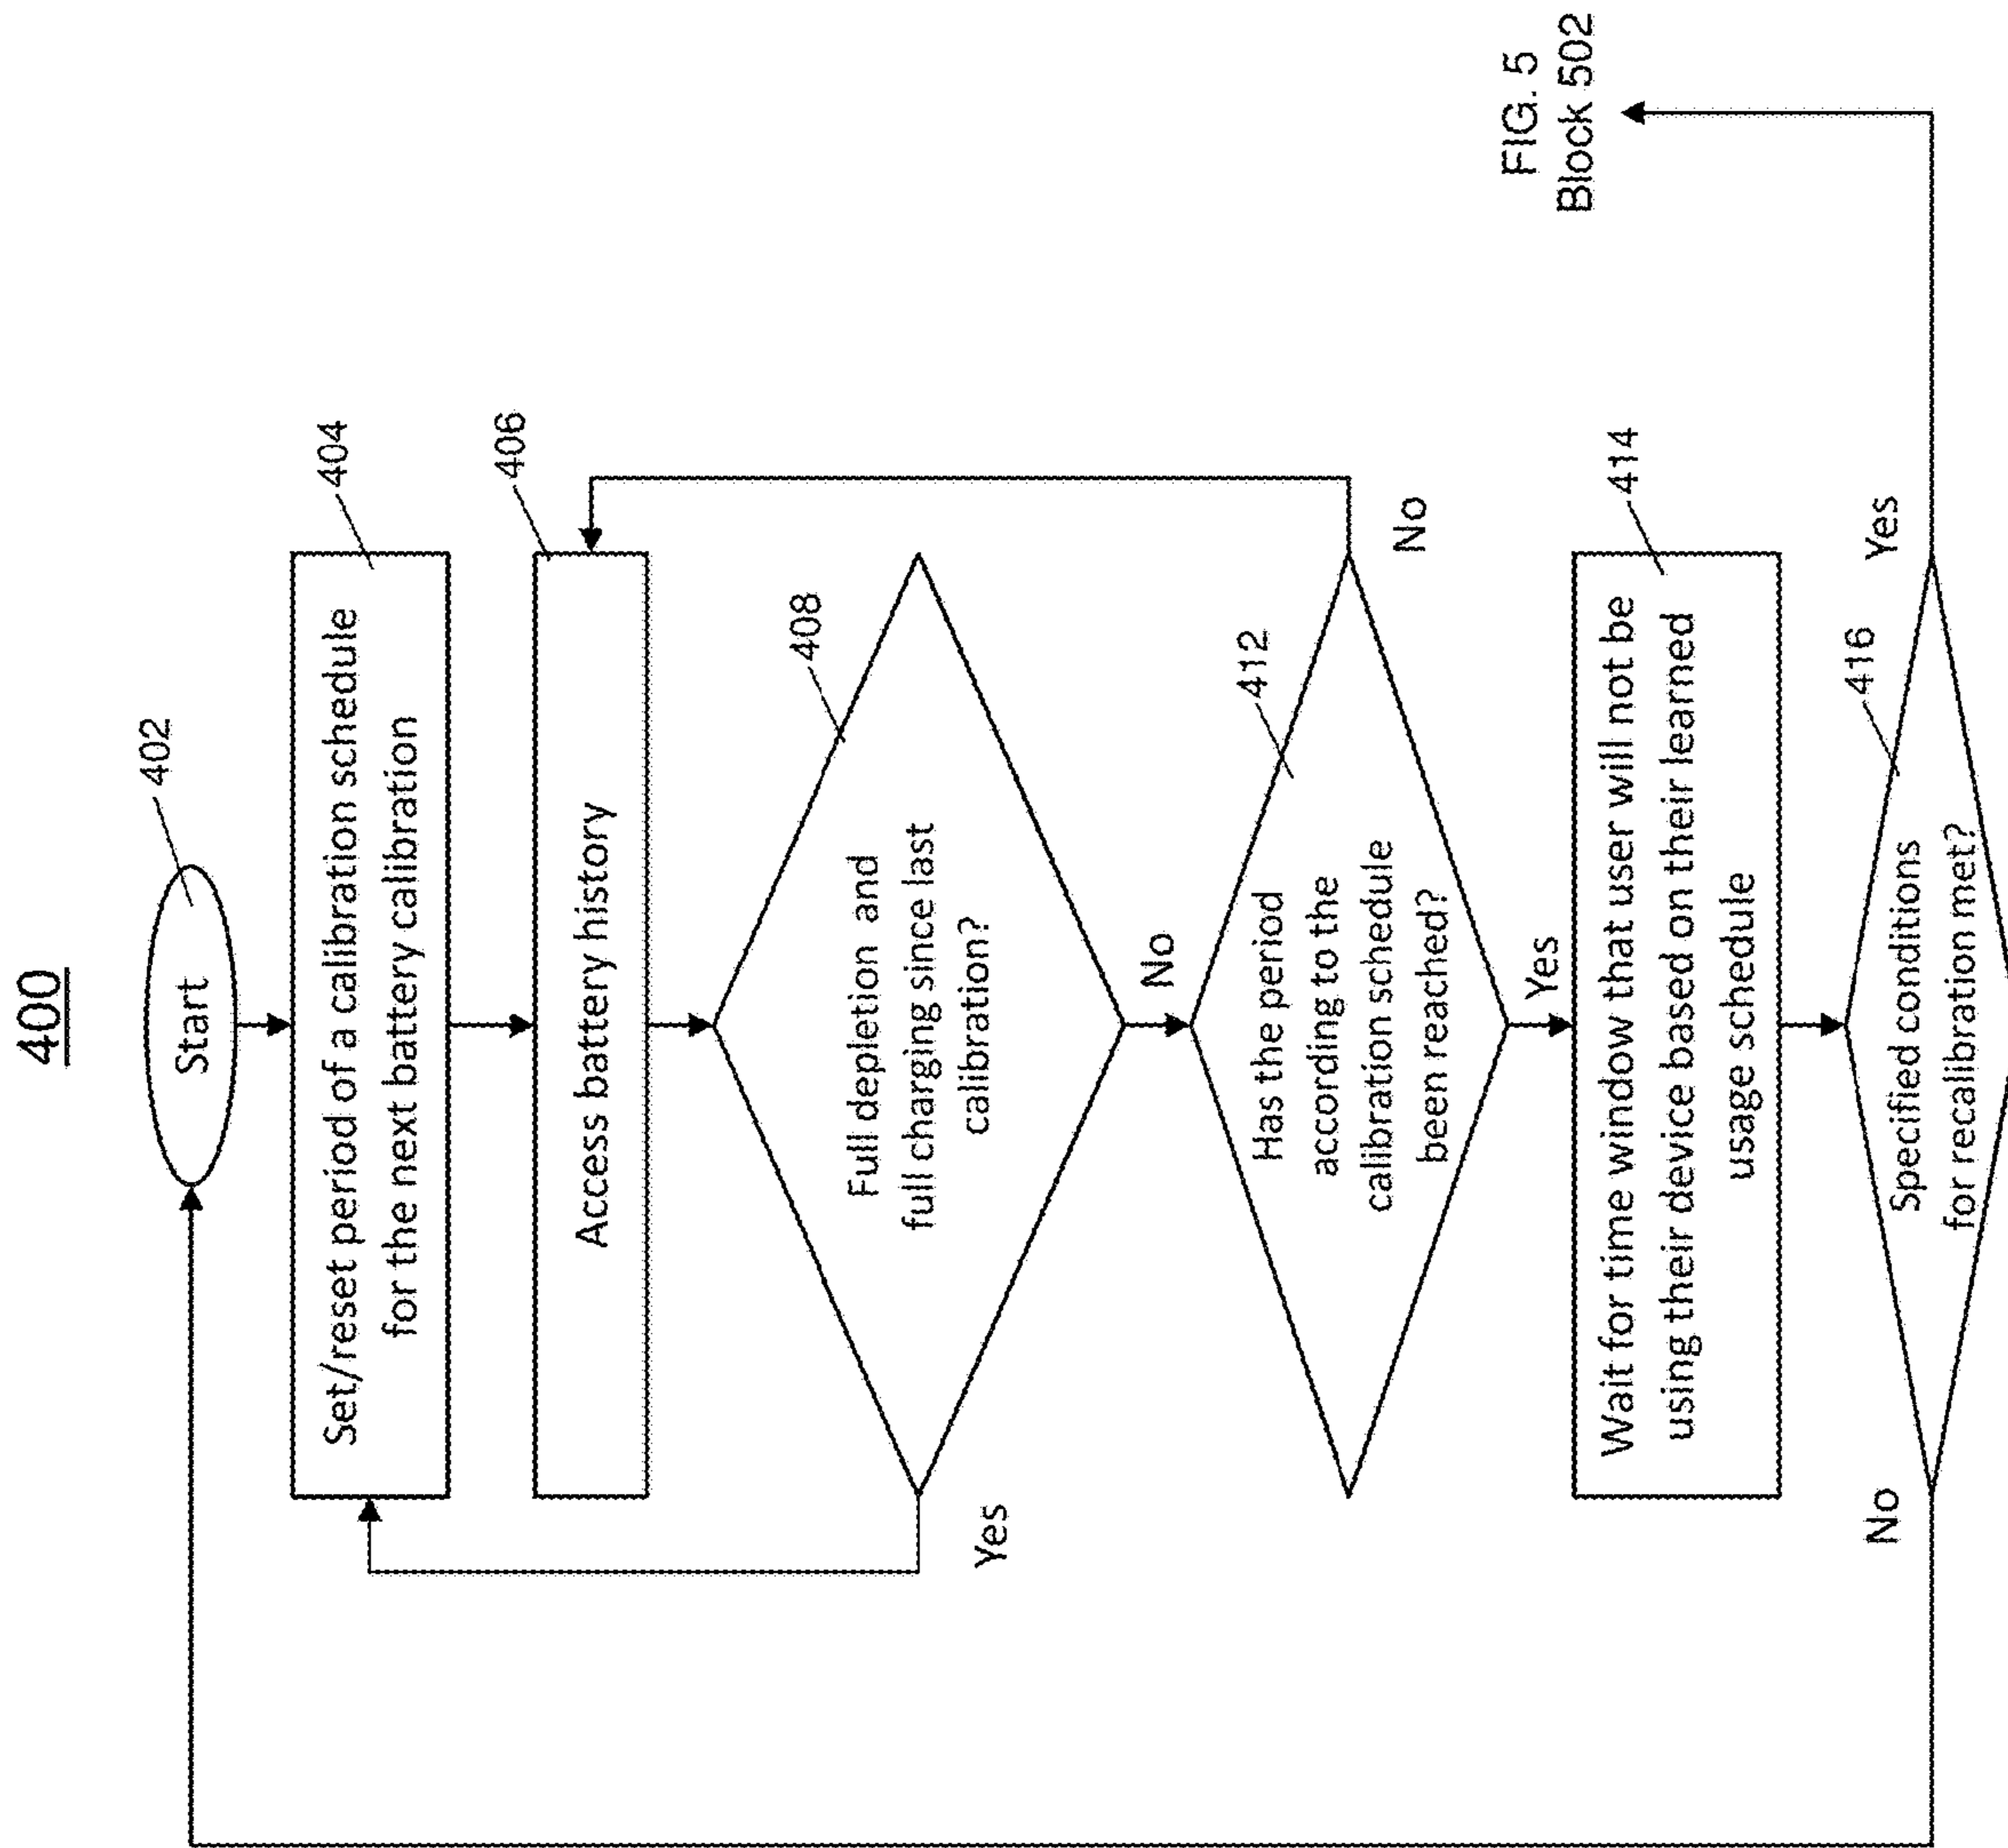 400
Start
402
Set/reset period of a calibration schedule
for the next battery calibration
404
Access battery history
406
Full depletion and
full charging since last
calibration?
408
Yes
No
Has the period
according to the
calibration schedule
been reached?
412
No
Yes
Wait for time window that user will not be
using their device based on their learned
usage schedule
414
Specified conditions
for recalibration met?
416
No
Yes
FIG. 5
Block 502